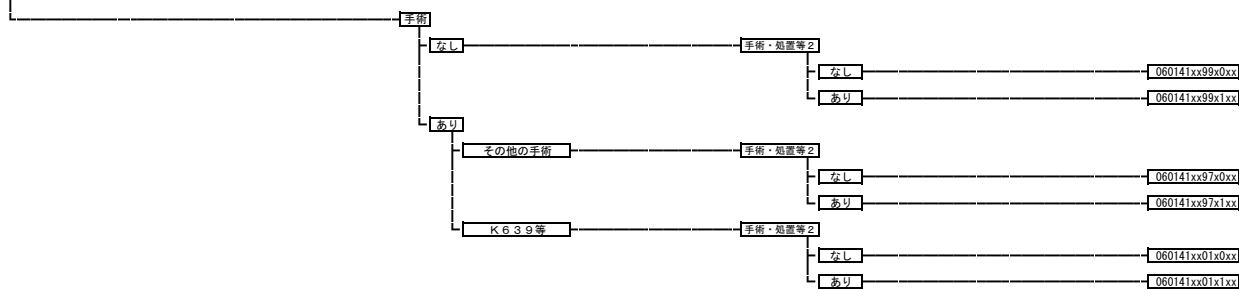 手術
なし 手術・処置等2
なし 060141xx99x0xx
あり 060141xx99x1xx
あり
その他の手術 手術・処置等2
なし 060141xx97x0xx
あり 060141xx97x1xx
K639等 手術・処置等2
なし 060141xx01x0xx
あり 060141xx01x1xx